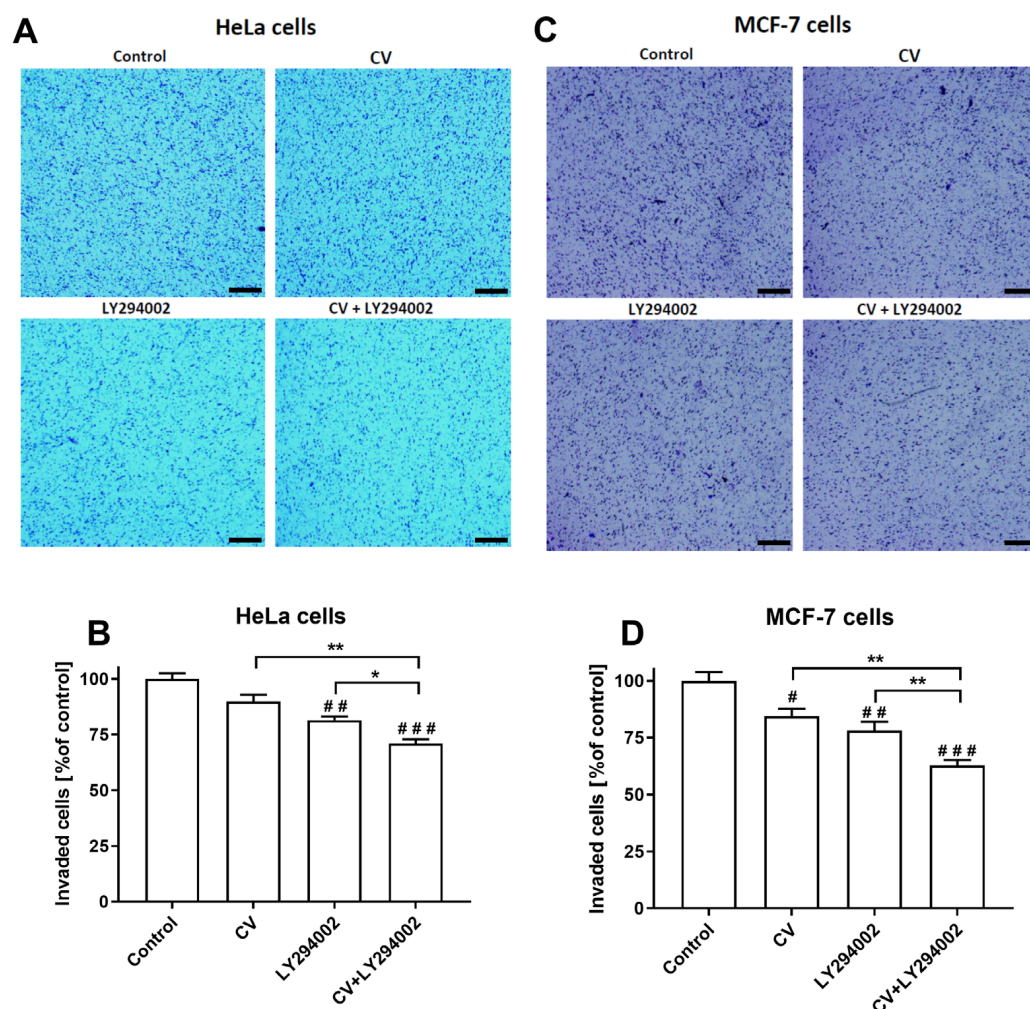 A
HeLa cells
Control
CV
LY294002
CV + LY294002
C
MCF-7 cells
Control
CV
LY294002
CV + LY294002
B
HeLa cells
Invaded cells [%of control]
100
75
50
25
0
**
*
# #
# # #
Control
CV
LY294002
CV+LY294002
D
MCF-7 cells
Invaded cells [%of control]
100
75
50
25
0
**
**
#
# #
# # #
Control
CV
LY294002
CV+LY294002